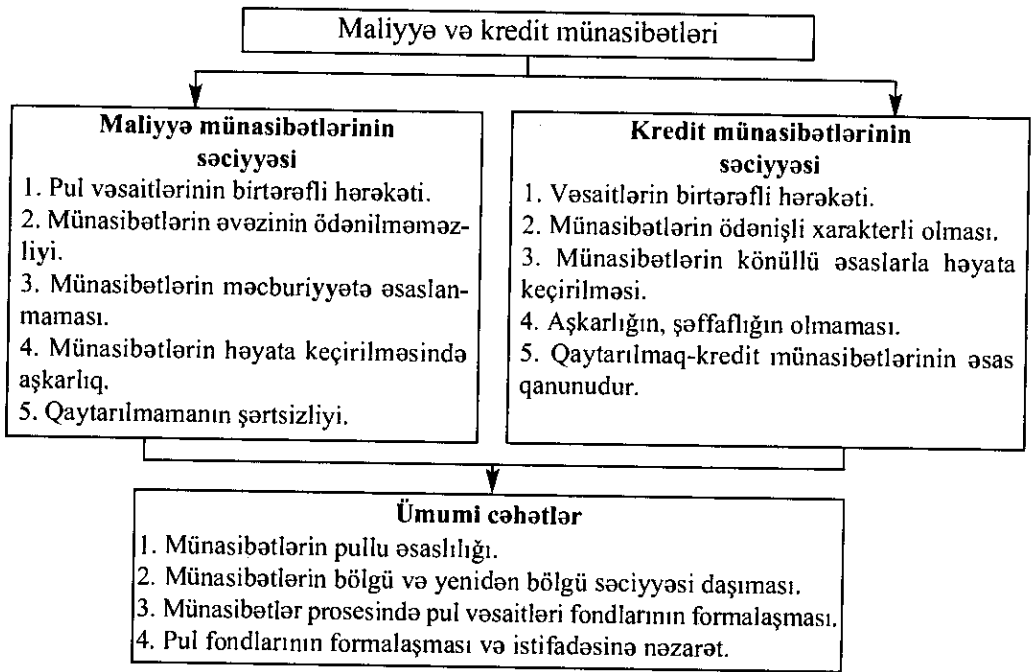 Maliyyə və kredit münasibətləri
Maliyyə münasibətlərinin
səciyyəsi
1. Pul vəsaitlərinin birtərəfli hərəkəti.
2. Münasibətlərin əvəzinin ödənilməməz-
liyi.
3. Münasibətlərin məcburiyyətə əsaslan-
maması.
4. Münasibətlərin həyata keçirilməsində
aşkarlıq.
5. Qaytarılmamanın şərtsizliyi.
Kredit münasibətlərinin
səciyyəsi
1. Vəsaitlərin birtərəfli hərəkəti.
2. Münasibətlərin ödənişli xarakterli olması.
3. Münasibətlərin könüllü əsaslarla həyata
keçirilməsi.
4. Aşkarlığın, şəffaflığın olmaması.
5. Qaytarılmaq-kredit münasibətlərinin əsas
qanunudur.
Ümumi cəhətlər
1. Münasibətlərin pullu əsaslılığı.
2. Münasibətlərin bölgü və yenidən bölgü səciyyəsi daşıması.
3. Münasibətlər prosesində pul vəsaitləri fondlarının formalaşması.
4. Pul fondlarının formalaşması və istifadəsinə nəzarət.